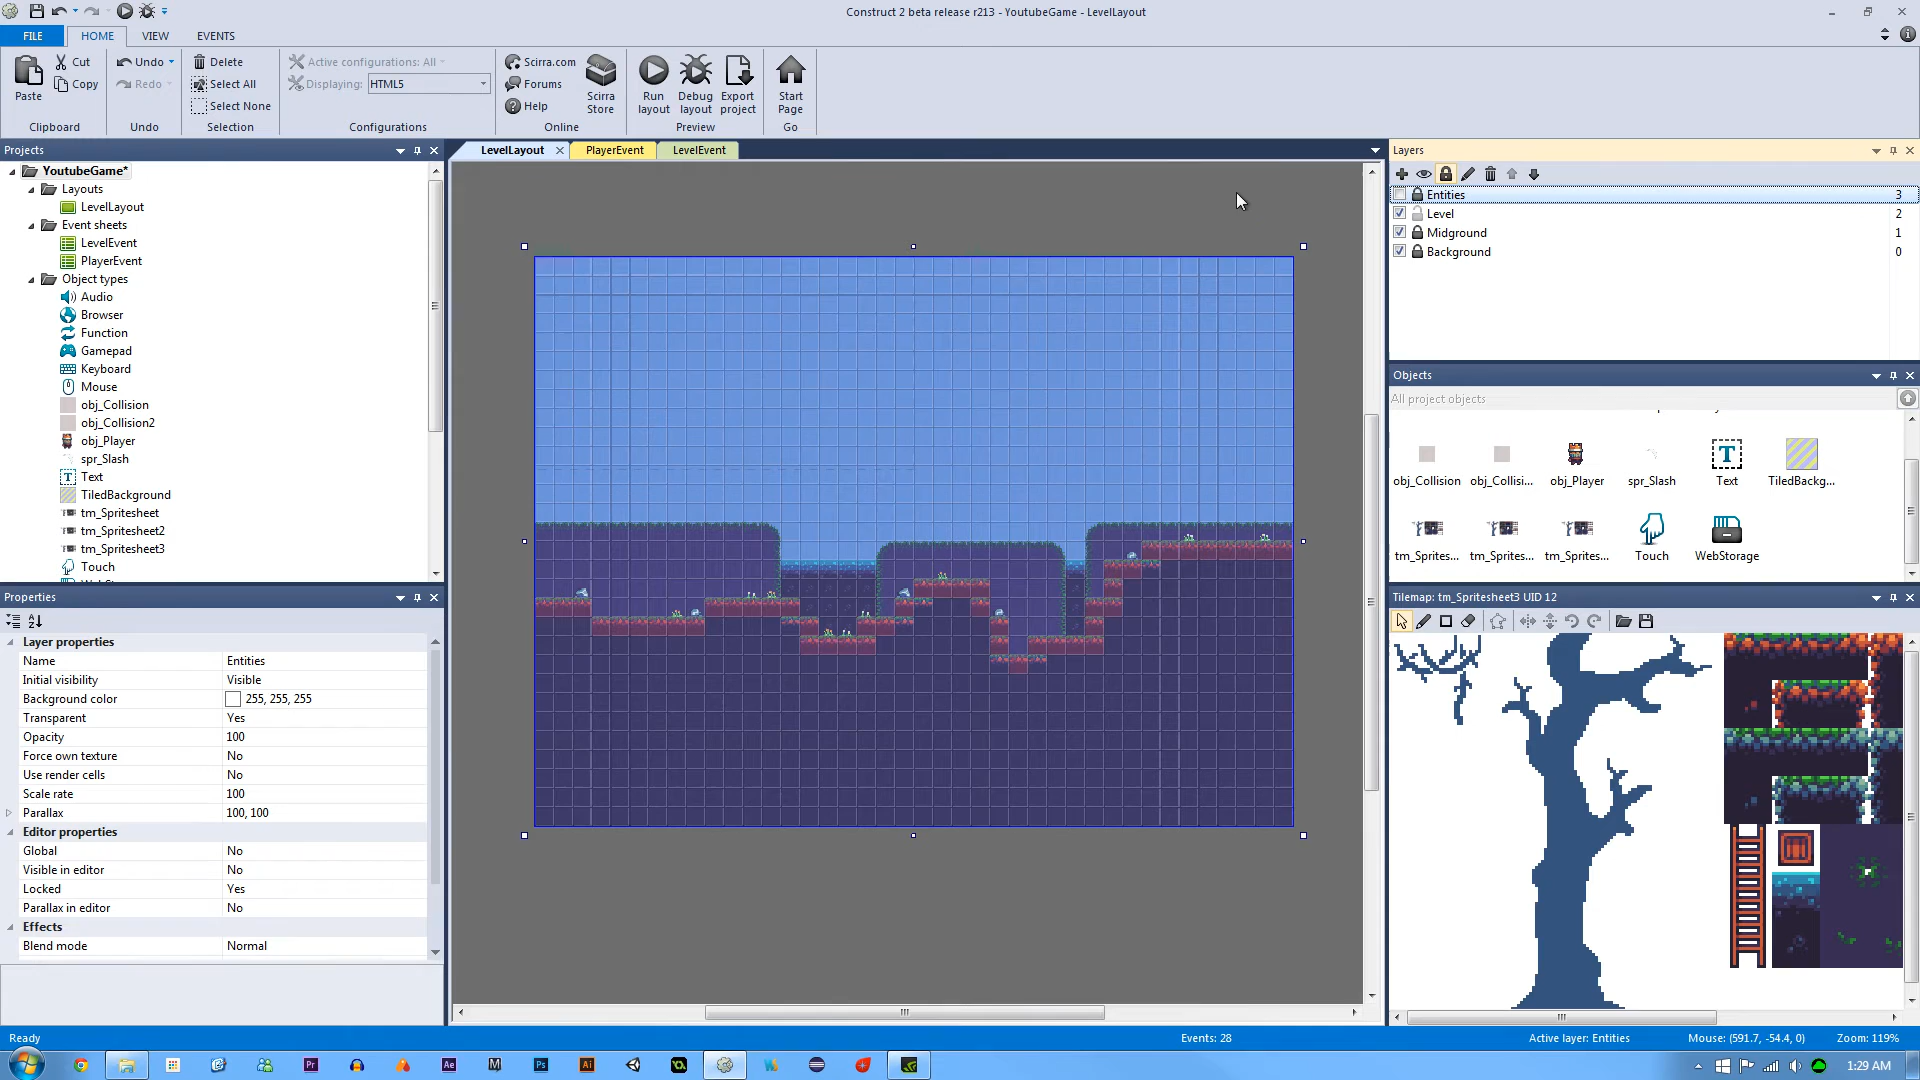 Construct 2 beta release r213 - YoutubeGame - LevelLayout
FILE
HOME
VIEW
EVENTS
Paste
Cut
Copy
Clipboard
Undo
Redo
Undo
Delete
Select All
Select None
Selection
Active configurations: All
Displaying: HTML5
Configurations
Scirra.com
Forums
Help
Scirra
Store
Online
Run
layout
Debug
layout
Export
project
Preview
Start
Page
Go
Projects
YoutubeGame*
Layouts
LevelLayout
Event sheets
LevelEvent
PlayerEvent
Object types
Audio
Browser
Function
Gamepad
Keyboard
Mouse
obj_Collision
obj_Collision2
obj_Player
spr_Slash
Text
TiledBackground
tm_Spritesheet
tm_Spritesheet2
tm_Spritesheet3
Touch
Properties
Layer properties
Name Entities
Initial visibility Visible
Background color 255, 255, 255
Transparent Yes
Opacity 100
Force own texture No
Use render cells No
Scale rate 100
Parallax 100, 100
Editor properties
Global No
Visible in editor No
Locked Yes
Parallax in editor No
Effects
Blend mode Normal
LevelLayout
PlayerEvent
LevelEvent
Layers
Entities 3
Level 2
Midground 1
Background 0
Objects
All project objects
obj_Collision obj_Collisi... obj_Player spr_Slash Text TiledBackg...
tm_Sprites... tm_Sprites... tm_Sprites... Touch WebStorage
Tilemap: tm_Spritesheet3 UID 12
Ready
Events: 28
Active layer: Entities
Mouse: (591.7, -54.4, 0)
Zoom: 119%
Pr
Ae
M
Ps
Ai
1:29 AM